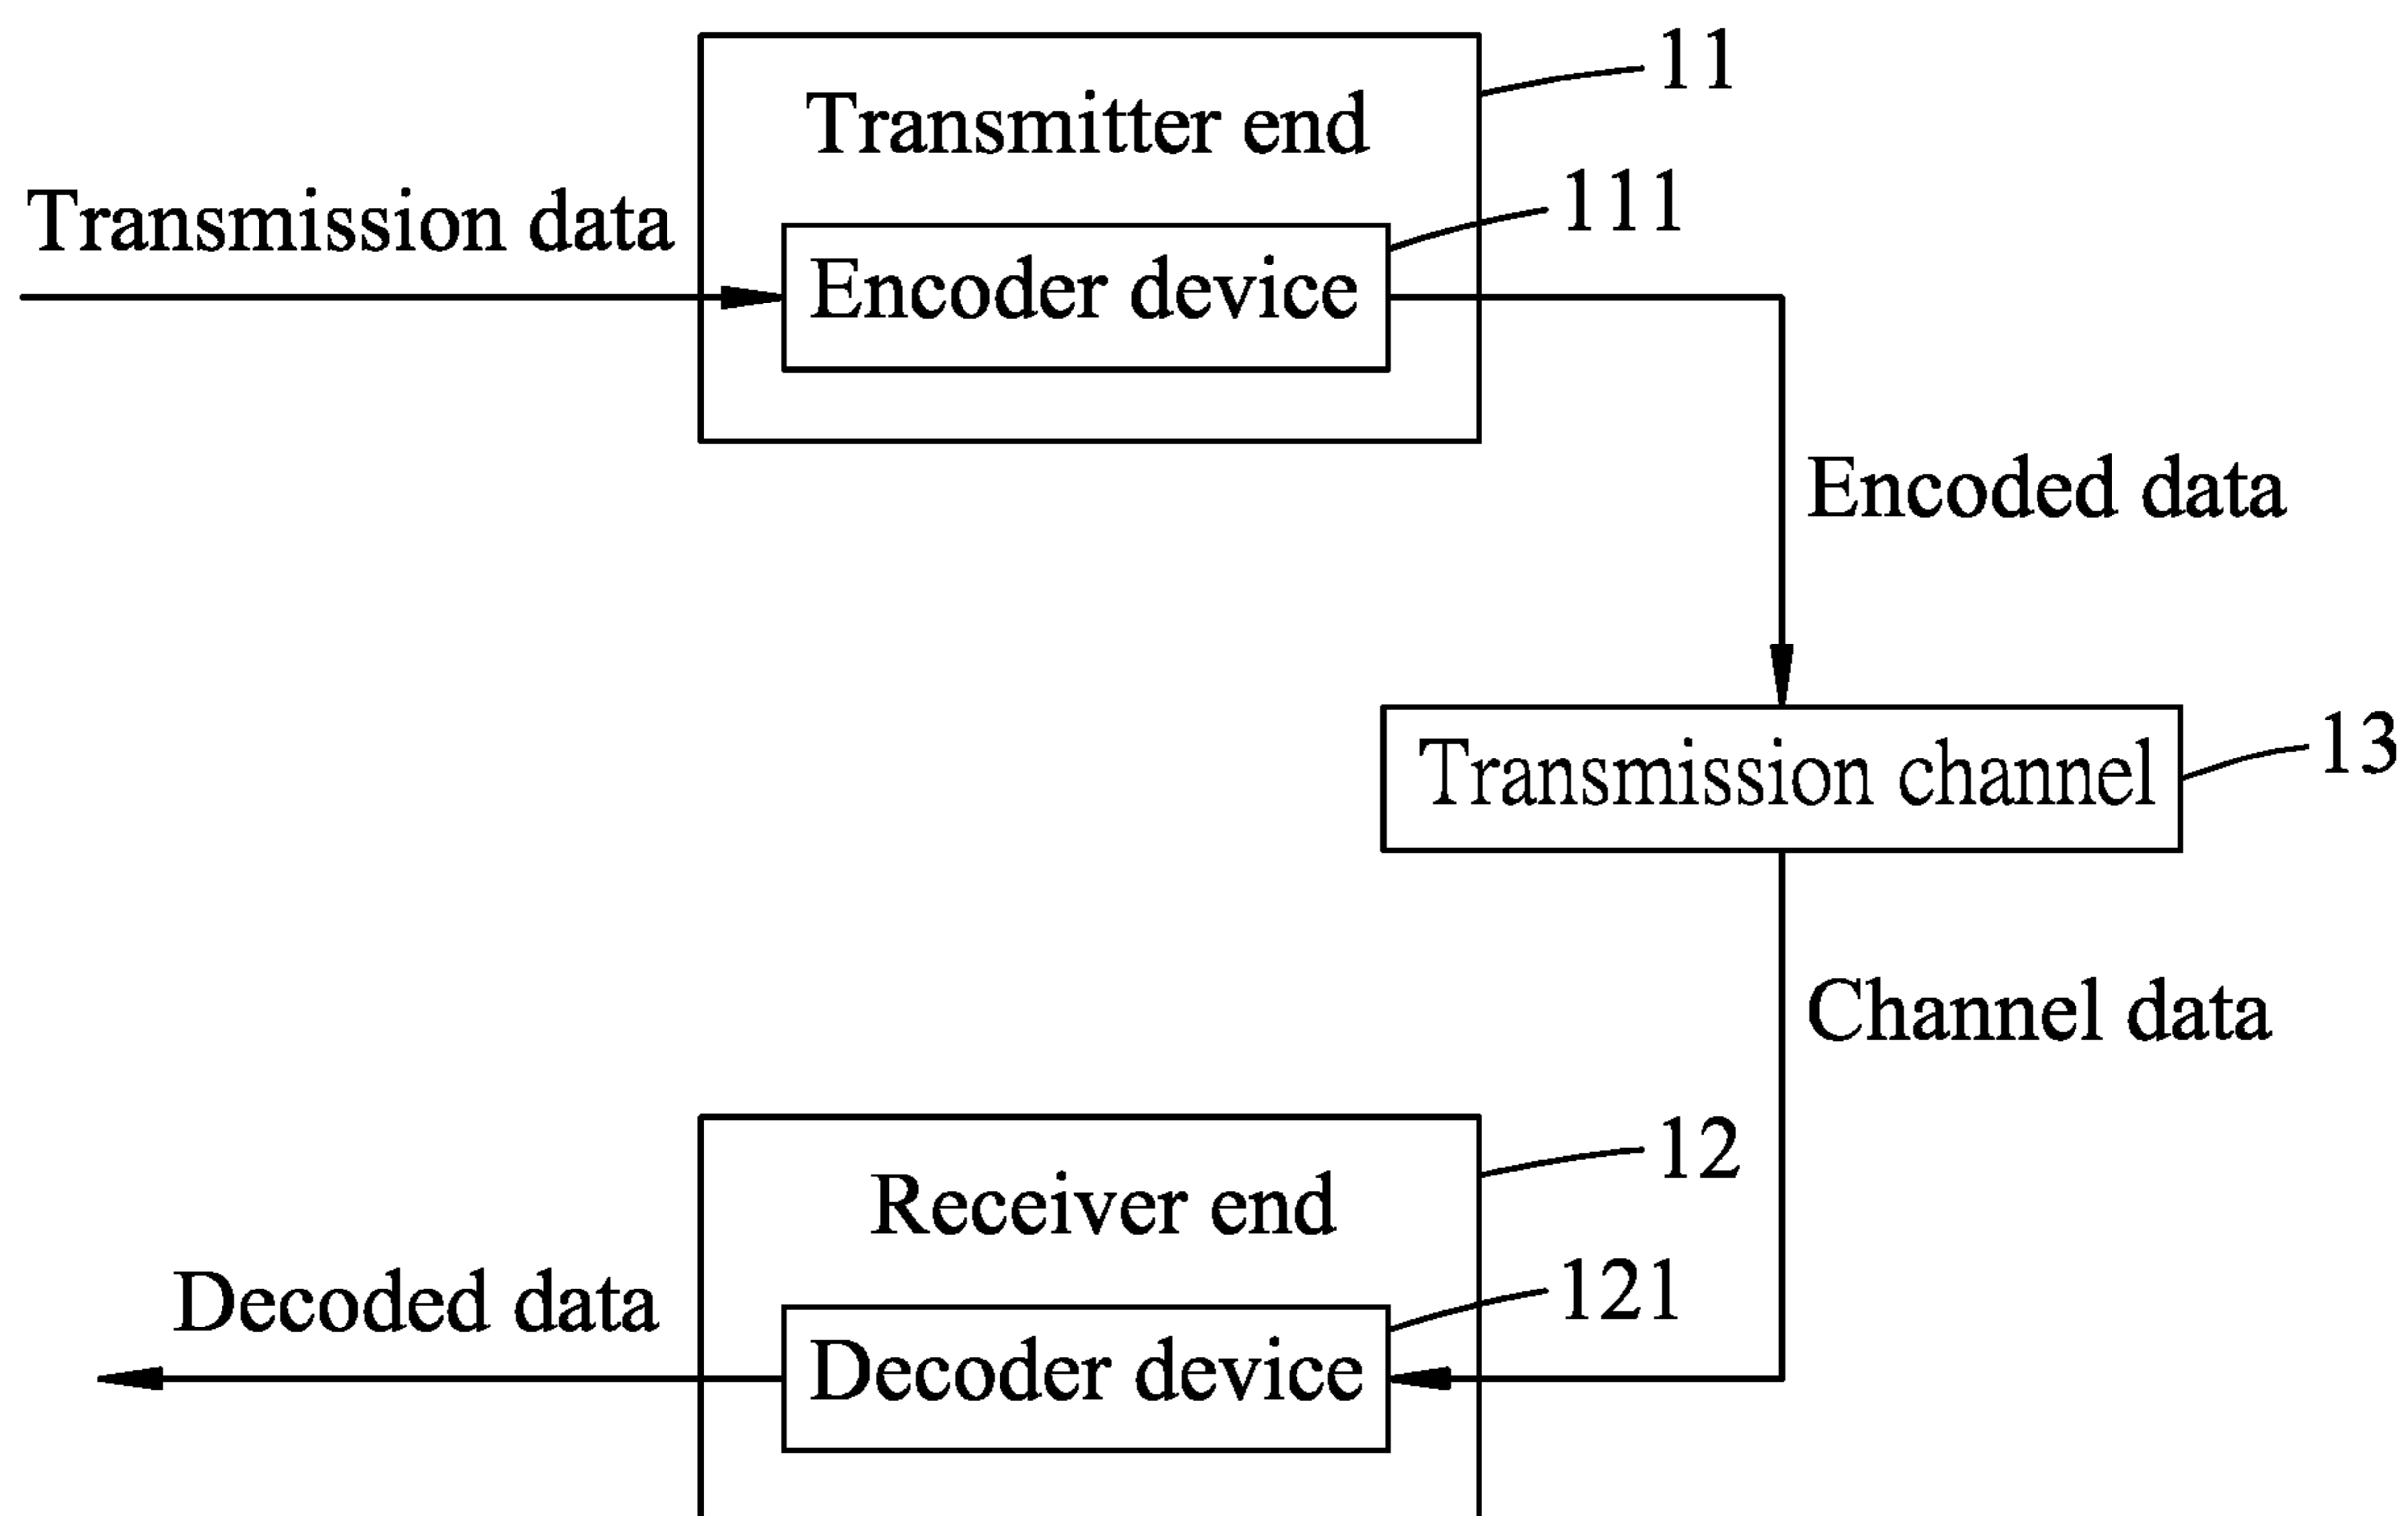 Transmitter end
11
111
Transmission data
Encoder device
Encoded data
Transmission channel
13
Channel data
Receiver end
12
121
Decoded data
Decoder device